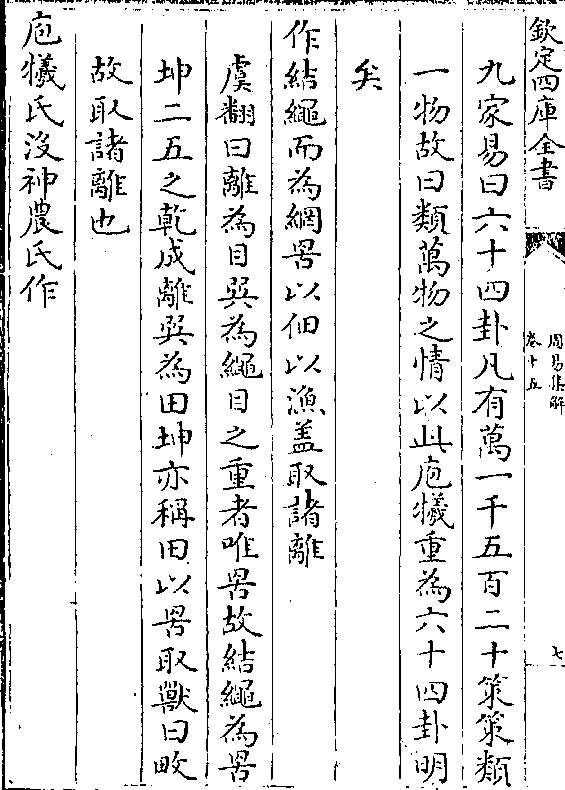 欽定四庫全書
周易集解
卷十五
七
九家易曰六十四卦凡有萬一千五百二十策策類
一物故曰類萬物之情以此庖犧重為六十四卦明
矣
作結繩而為網罟以佃以漁蓋取諸離
虞翻曰離為目巽為繩目之重者唯罟故結繩為罟
坤二五之乾成離巽為田坤亦稱田以罟取獸曰畋
故取諸離也
庖犧氏沒神農氏作